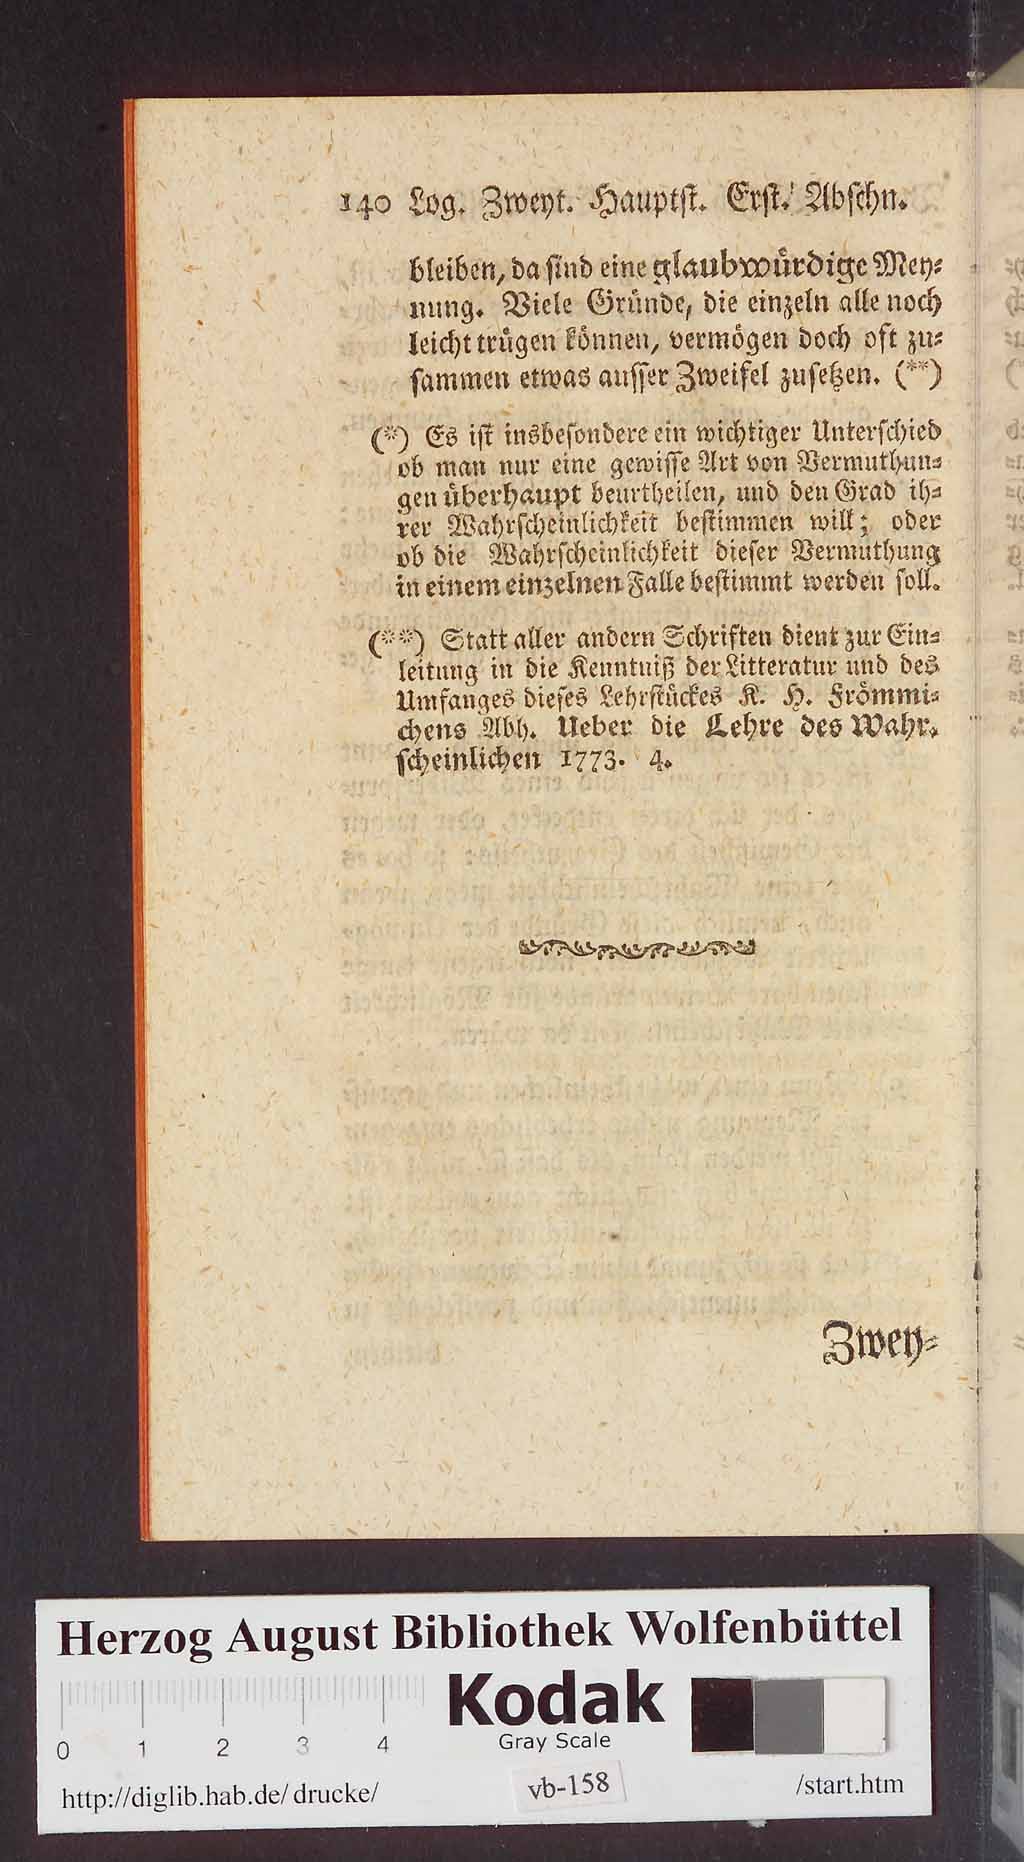 140 Log. Zweyt. Hauptst. Erst. Abschn.
bleiben, da sind eine glaubwürdige Mey-
nung. Viele Gründe, die einzeln alle noch
leicht trügen können, vermögen doch oft zu-
sammen etwas ausser Zweifel zusetzen. (**)
(*) Es ist insbesondere ein wichtiger Unterschied
ob man nur eine gewisse Art von Vermuthun-
gen überhaupt beurtheilen, und den Grad ih-
rer Wahrscheinlichkeit bestimmen will; oder
ob die Wahrscheinlichkeit dieser Vermuthung
in einem einzelnen Falle bestimmt werden soll.
(**) Statt aller andern Schriften dient zur Ein-
leitung in die Kenntniß der Litteratur und des
Umfanges dieses Lehrstückes K. H. Frömmi-
chens Abh. Ueber die Lehre des Wahr.
scheinlichen 1773. 4.
Zwey-
Herzog August Bibliothek Wolfenbüttel
Kodak
Gray Scale
0 1 2 3 4
http://diglib.hab.de/drucke/ vb-158 /start.htm